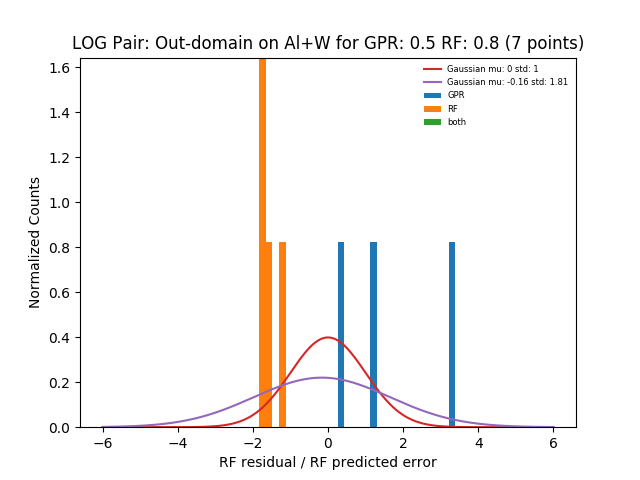 LOG Pair: Out-domain on Al+W for GPR: 0.5 RF: 0.8 (7 points)
Gaussian mu: 0 std: 1
Gaussian mu: -0.16 std: 1.81
GPR
RF
both
Normalized Counts
1.6
1.4
1.2
1.0
0.8
0.6
0.4
0.2
0.0
−6 −4 −2 0 2 4 6
RF residual / RF predicted error